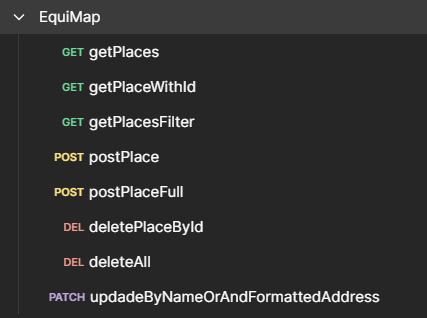 EquiMap
GET getPlaces
GET getPlaceWithId
GET getPlacesFilter
POST postPlace
POST postPlaceFull
DEL deletePlaceById
DEL deleteAll
PATCH updadeByNameOrAndFormattedAddress